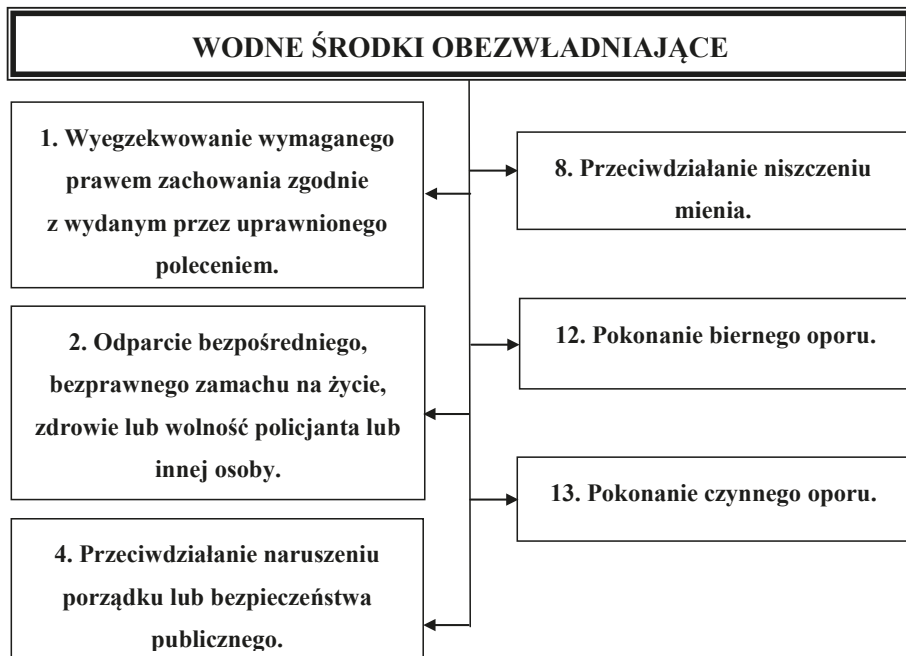 WODNE ŚRODKI OBEZWŁADNIAJĄCE
1. Wyegzekwowanie wymaganego
prawem zachowania zgodnie
z wydanym przez uprawnionego
poleceniem.
2. Odparcie bezpośredniego,
bezprawnego zamachu na życie,
zdrowie lub wolność policjanta lub
innej osoby.
4. Przeciwdziałanie naruszeniu
porządku lub bezpieczeństwa
publicznego.
8. Przeciwdziałanie niszczeniu
mienia.
12. Pokonanie biernego oporu.
13. Pokonanie czynnego oporu.